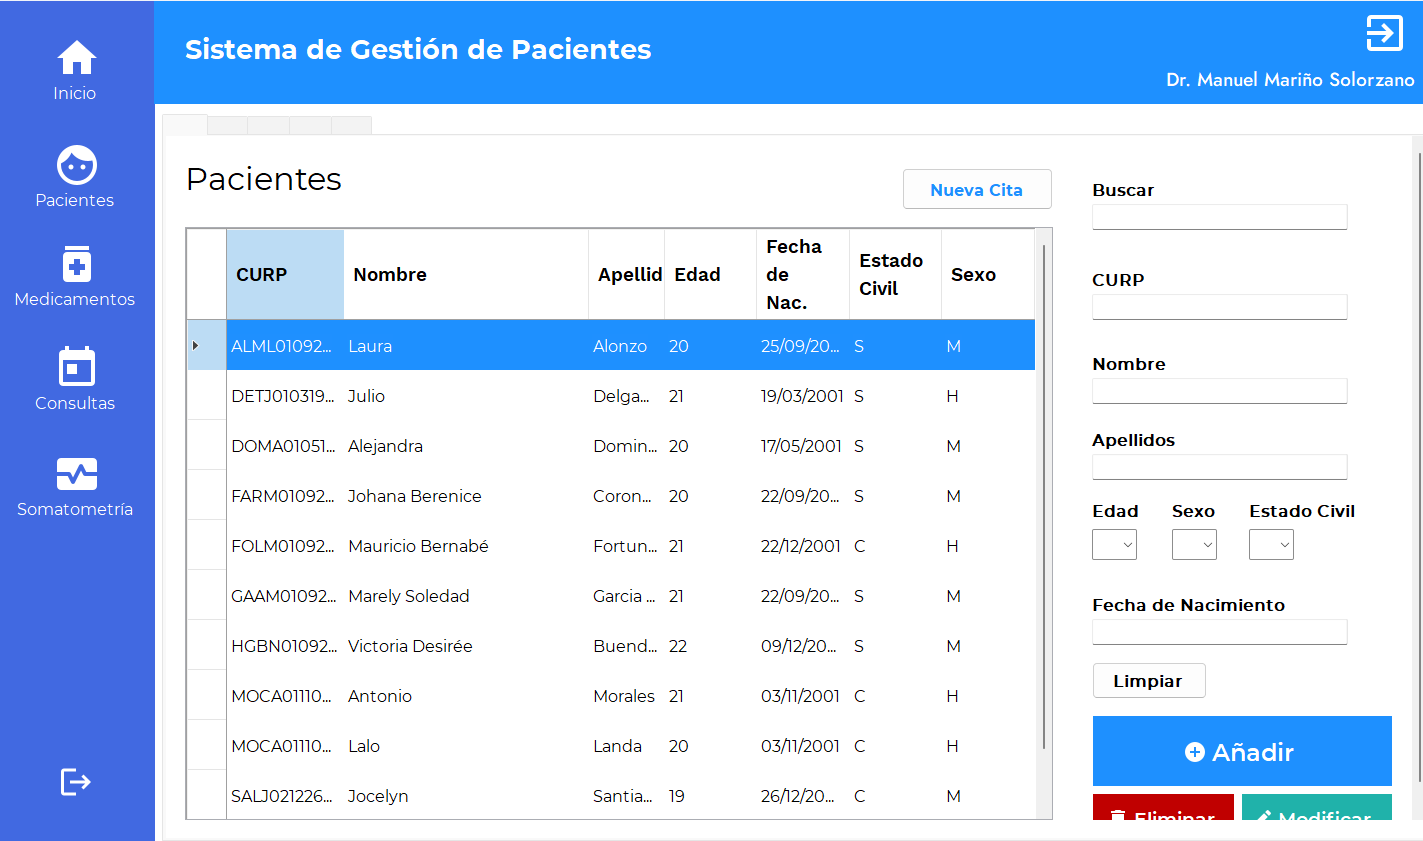 Sistema de Gestión de Pacientes
Dr. Manuel Mariño Solorzano
Inicio
Pacientes
Medicamentos
Consultas
Somatometría
Pacientes
Nueva Cita
CURP Nombre Apellid Edad Fecha de Nac. Estado Civil Sexo
ALML01092... Laura Alonzo 20 25/09/20... S M
DETJ010319... Julio Delga... 21 19/03/2001 S H
DOMA01051... Alejandra Domin... 20 17/05/2001 S M
FARM01092... Johana Berenice Coron... 20 22/09/20... S M
FOLM01092... Mauricio Bernabé Fortun... 21 22/12/2001 C H
GAAM01092... Marely Soledad Garcia ... 21 22/09/20... S M
HGBN01092... Victoria Desirée Buend... 22 09/12/20... S M
MOCA01110... Antonio Morales 21 03/11/2001 C H
MOCA01110... Lalo Landa 20 03/11/2001 C H
SALJ021226... Jocelyn Santia... 19 26/12/20... C M
Buscar
CURP
Nombre
Apellidos
Edad Sexo Estado Civil
Fecha de Nacimiento
Limpiar
Añadir
Eliminar Modificar